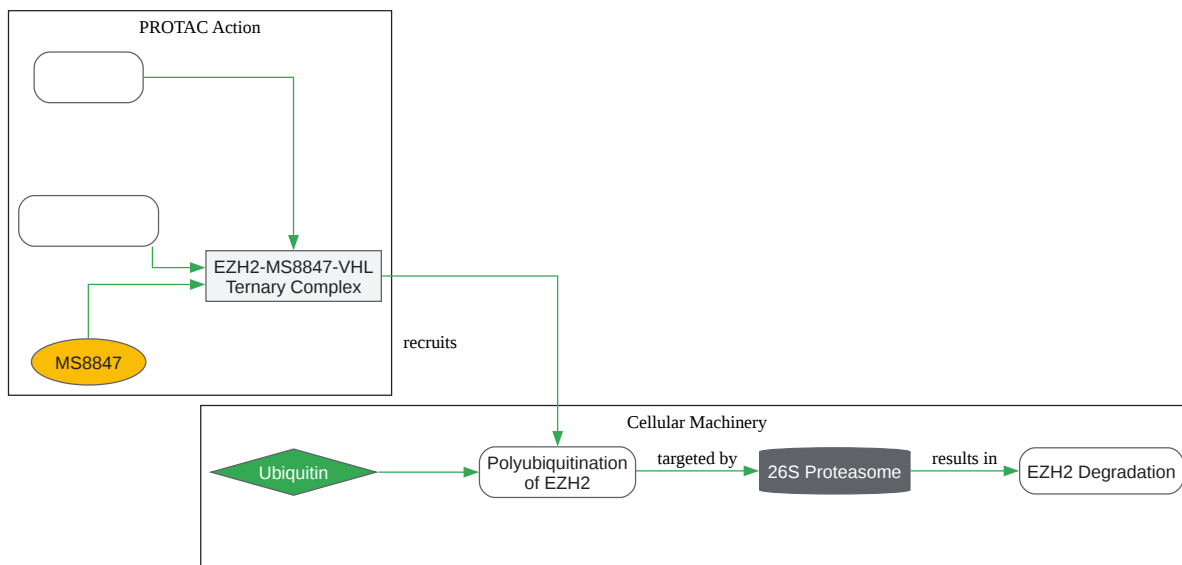 PROTAC Action
EZH2-MS8847-VHL
Ternary Complex
MS8847
recruits
Cellular Machinery
Ubiquitin
Polyubiquitination
of EZH2
targeted by
26S Proteasome
results in
EZH2 Degradation